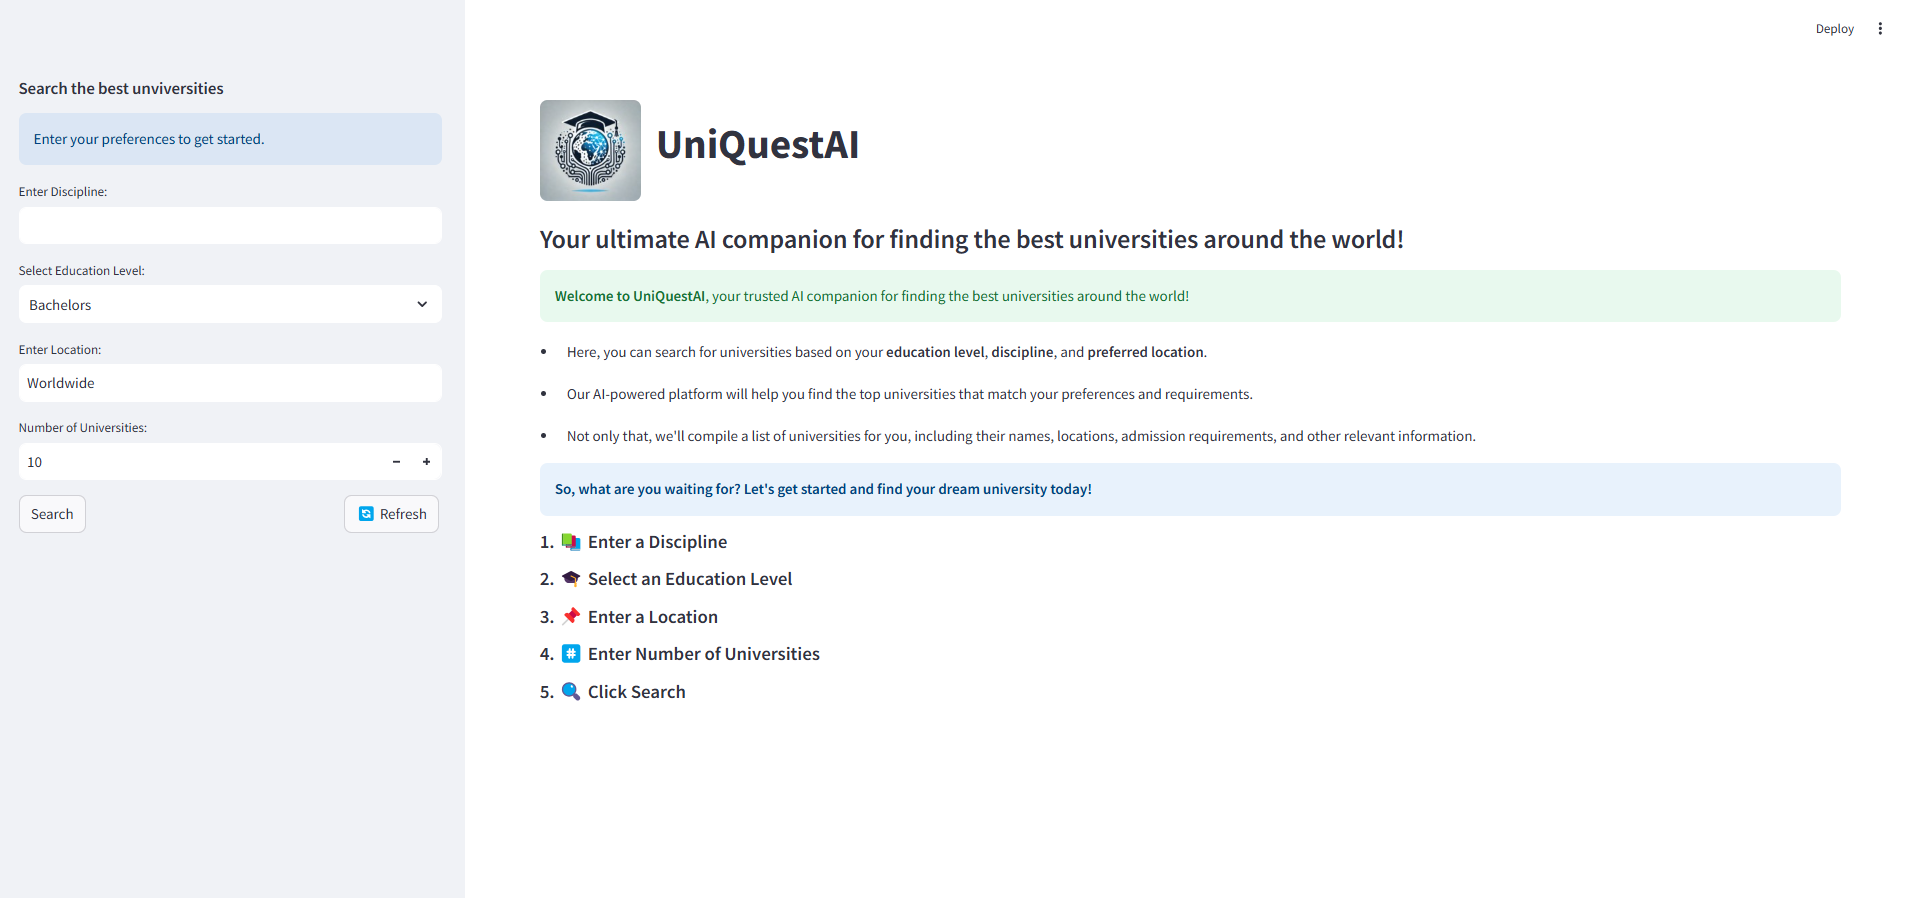 Deploy
Search the best unviversities
Enter your preferences to get started.
Enter Discipline:
Select Education Level:
Bachelors
Enter Location:
Worldwide
Number of Universities:
10
Search
Refresh
UniQuestAI
Your ultimate AI companion for finding the best universities around the world!
Welcome to UniQuestAI, your trusted AI companion for finding the best universities around the world!
Here, you can search for universities based on your education level, discipline, and preferred location.
Our AI-powered platform will help you find the top universities that match your preferences and requirements.
Not only that, we'll compile a list of universities for you, including their names, locations, admission requirements, and other relevant information.
So, what are you waiting for? Let's get started and find your dream university today!
1. Enter a Discipline
2. Select an Education Level
3. Enter a Location
4. # Enter Number of Universities
5. Click Search